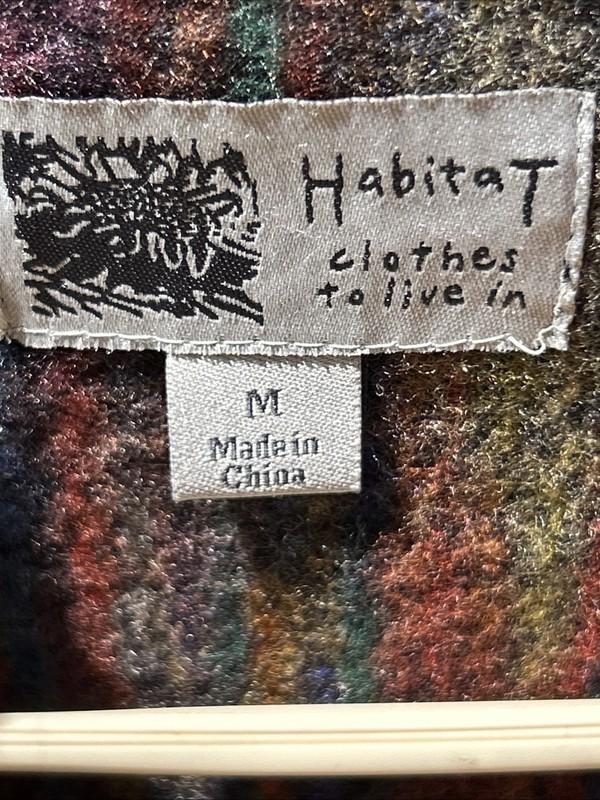 HabitaT
clothes
to live in
M
Made in
China